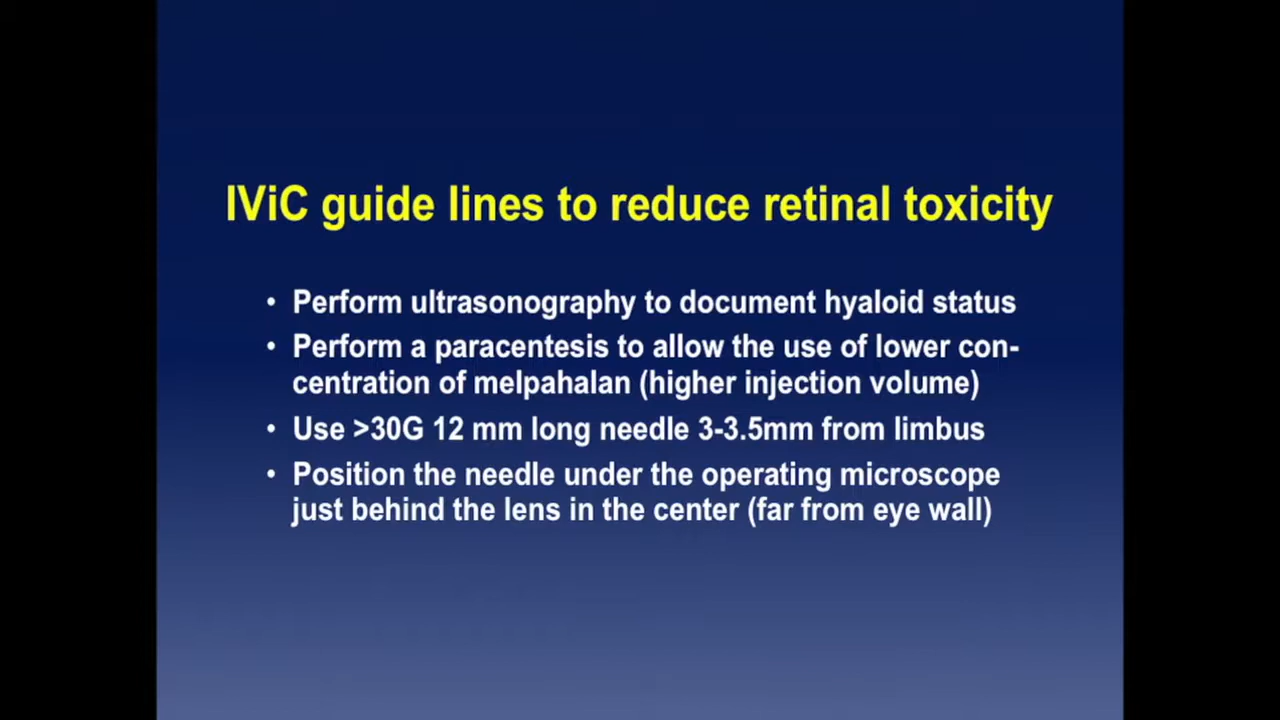 IViC guide lines to reduce retinal toxicity
• Perform ultrasonography to document hyaloid status
• Perform a paracentesis to allow the use of lower con-
centration of melpahalan (higher injection volume)
• Use >30G 12 mm long needle 3-3.5mm from limbus
• Position the needle under the operating microscope
just behind the lens in the center (far from eye wall)